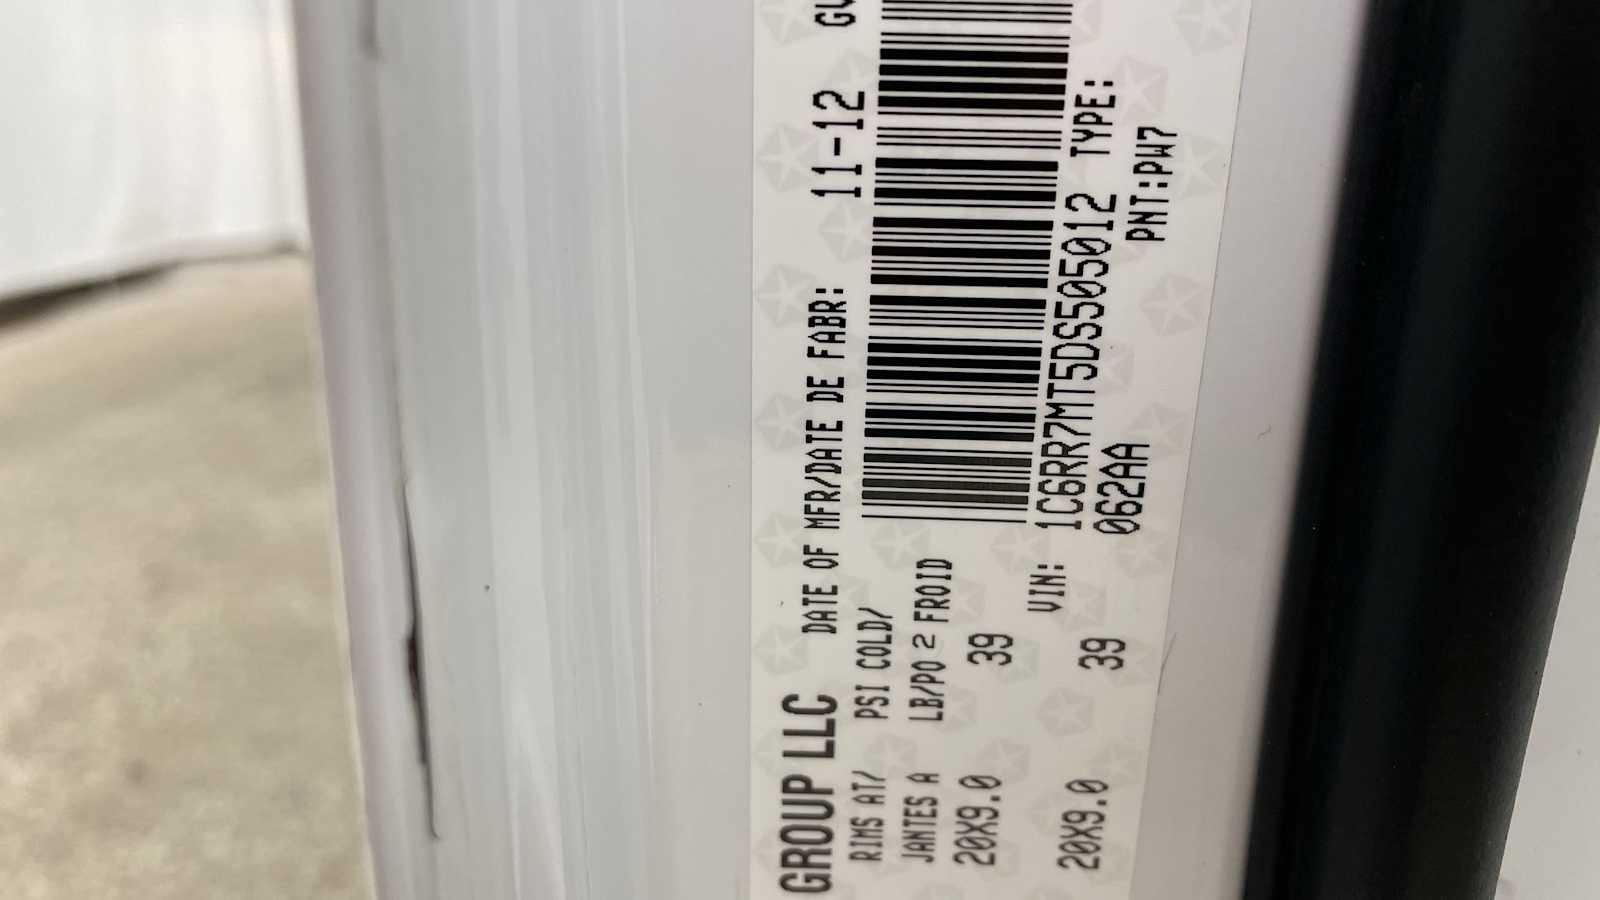 GROUP LLC
DATE OF MFR/DATE DE FABR: 11-12 GV
RIMS AT/ PSI COLD/
JANTES A LB/PO 2 FROID
20X9.0 39
VIN: 1C6RR7MT5DS505012 TYPE:
20X9.0 39 062AA PNT:PW7